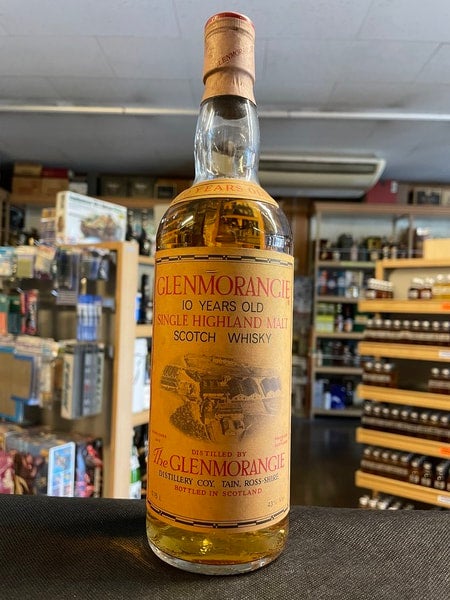 GLENMORANGIE
YEARS O
GLENMORANGIE
10 YEARS OLD
SINGLE HIGHLAND MALT
SCOTCH WHISKY
DISTILLED BY
The GLENMORANGIE
DISTILLERY COY, TAIN, ROSS-SHIRE
BOTTLED IN SCOTLAND